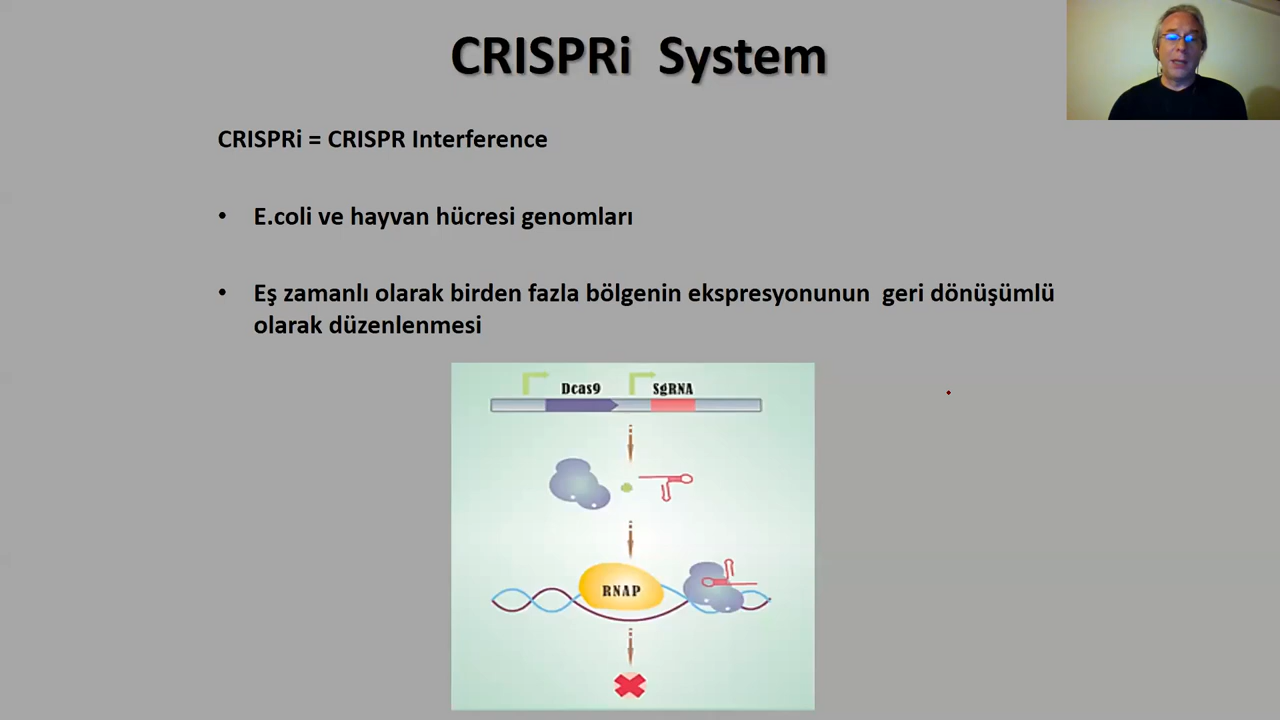 CRISPRi System
CRISPRi = CRISPR Interference
• E.coli ve hayvan hücresi genomları
• Eş zamanlı olarak birden fazla bölgenin ekspresyonunun geri dönüşümlü
olarak düzenlenmesi
Dcas9 SgRNA
RNAP